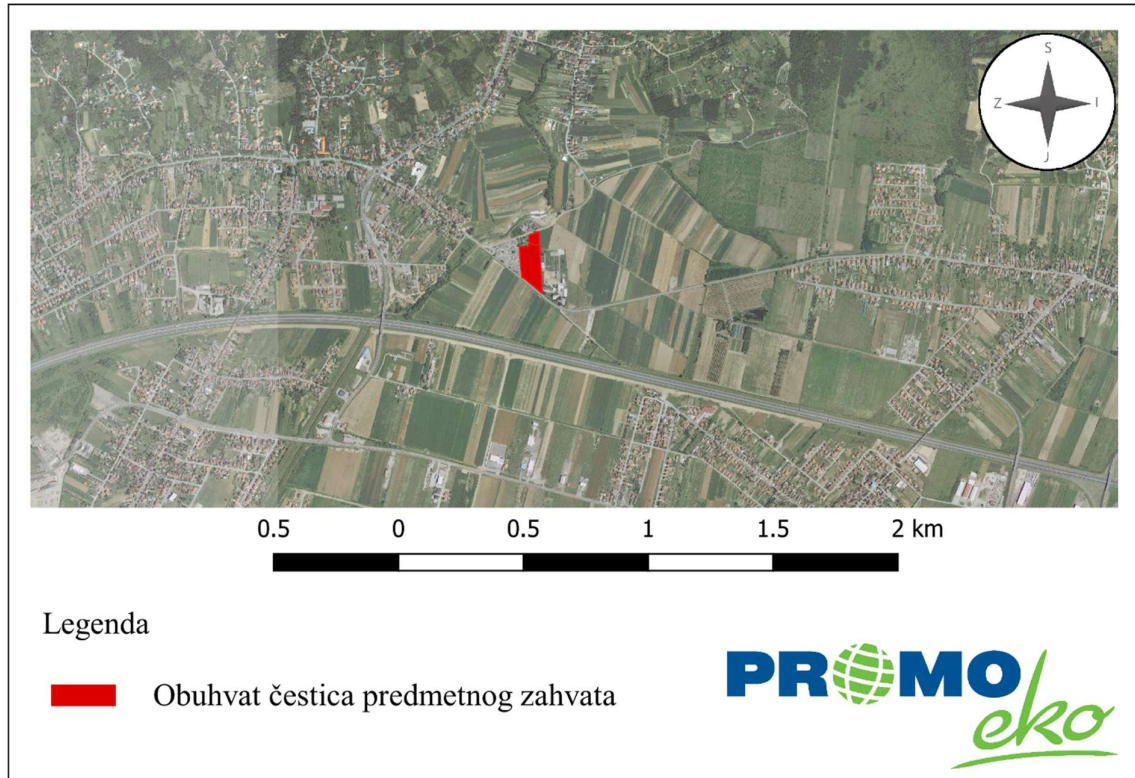 S
Z I
J
0.5 0 0.5 1 1.5 2 km
Legenda
Obuhvat čestica predmetnog zahvata
PROMO
eko